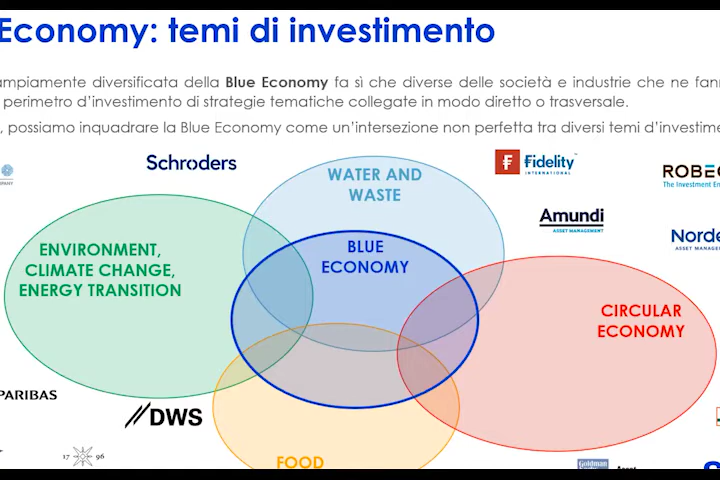 Economy: temi di investimento
ampiamente diversificata della Blue Economy fa sì che diverse delle società e industrie che ne fann
perimetro d'investimento di strategie tematiche collegate in modo diretto o trasversale.
, possiamo inquadrare la Blue Economy come un'intersezione non perfetta tra diversi temi d'investime
Schroders
WATER AND
WASTE
Fidelity
INTERNATIONAL
ROBEC
The Investment En
Amundi
ASSET MANAGEMENT
Norde
ASSET MANAGEM
BLUE
ECONOMY
ENVIRONMENT,
CLIMATE CHANGE,
ENERGY TRANSITION
CIRCULAR
ECONOMY
PARIBAS
DWS
17 96
FOOD
Goldman
Asset